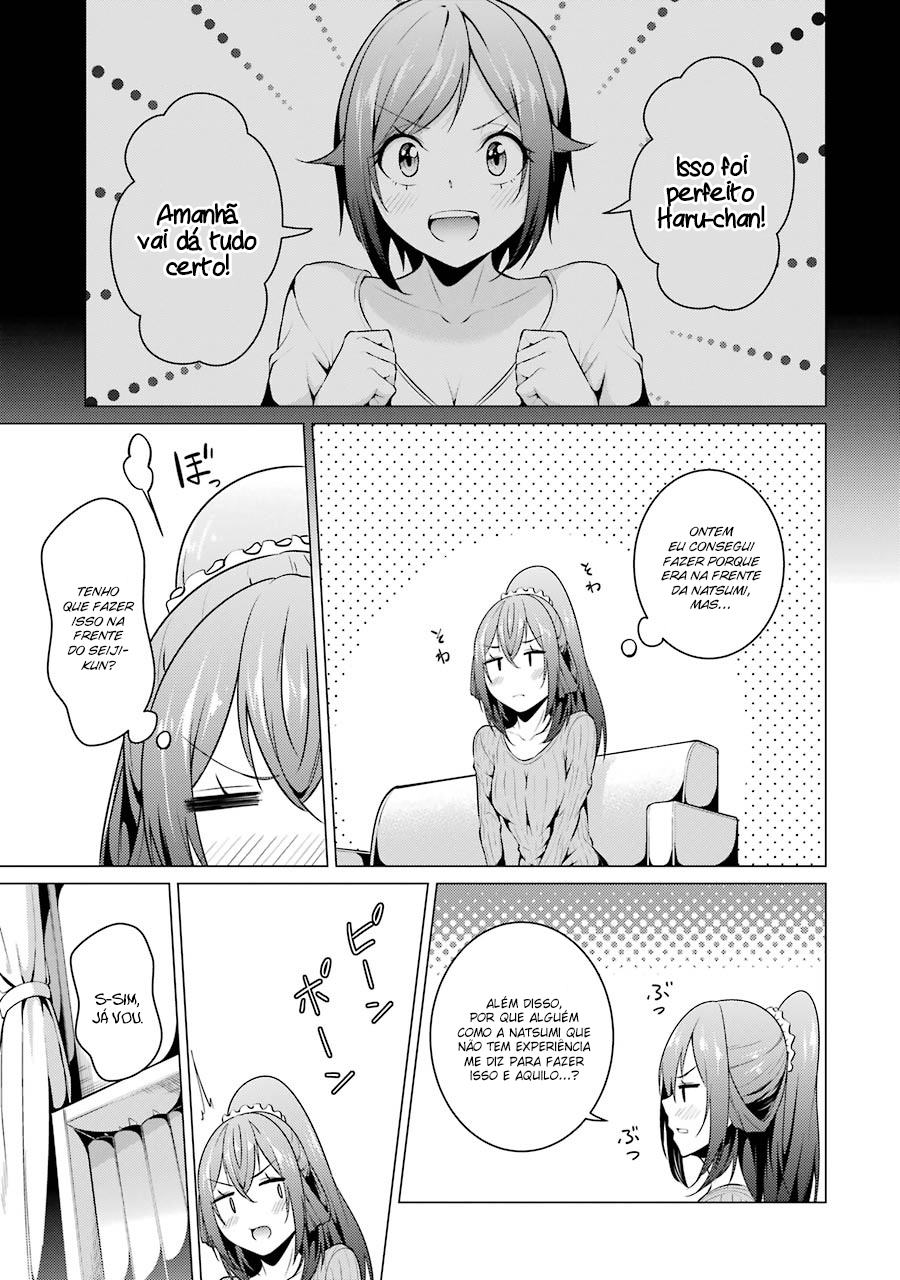 Isso foi
perfeito
Haru-chan!
Amanhã
vai dá tudo
certo!
ONTEM
EU CONSEGUI
FAZER PORQUE
ERA NA FRENTE
DA NATSUMI,
MAS...
そわ
そわ
ぼっ
TENHO
QUE FAZER
ISSO NA
FRENTE
DO SEIJI-
KUN?
ALÉM DISSO,
POR QUE ALGUÉM
COMO A NATSUMI QUE
NÃO TEM EXPERIÊNCIA
ME DIZ PARA FAZER
ISSO E AQUILO...?
ぶっ
ぶっ
ピーン
ポーン
S-SIM,
JÁ VOU.